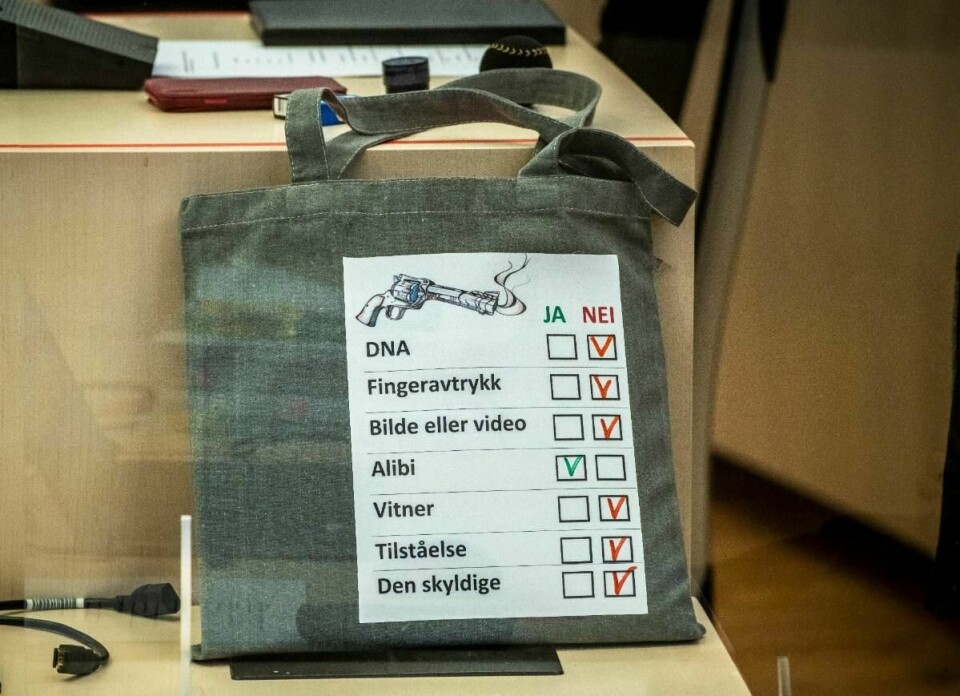 JA NEI
DNA
Fingeravtrykk
Bilde eller video
Alibi
Vitner
Tilståelse
Den skyldige